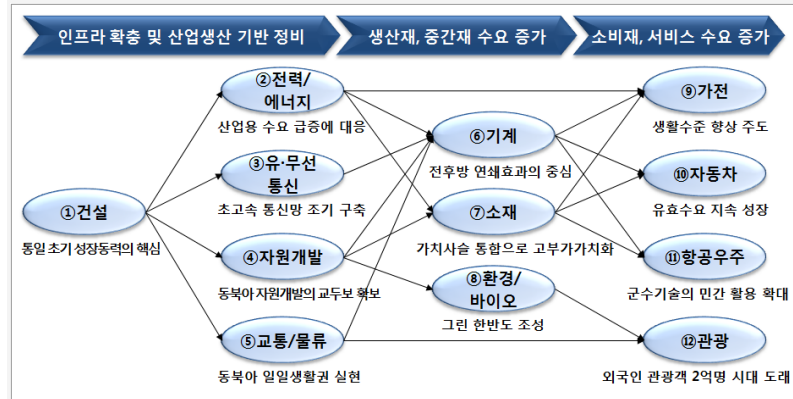 인프라 확충 및 산업생산 기반 정비
생산재, 중간재 수요 증가
소비재, 서비스 수요 증가
①건설
통일 초기 성장동력의 핵심
②전력/
에너지
산업용 수요 급증에 대응
③유·무선
통신
초고속 통신망 조기 구축
④자원개발
동북아 자원개발의 교두보 확보
⑤교통/물류
동북아 일일생활권 실현
⑥기계
전후방 연쇄효과의 중심
⑦소재
가치사슬 통합으로 고부가가치화
⑧환경/
바이오
그린 한반도 조성
⑨가전
생활수준 향상 주도
⑩자동차
유효수요 지속 성장
⑪항공우주
군수기술의 민간 활용 확대
⑫관광
외국인 관광객 2억명 시대 도래